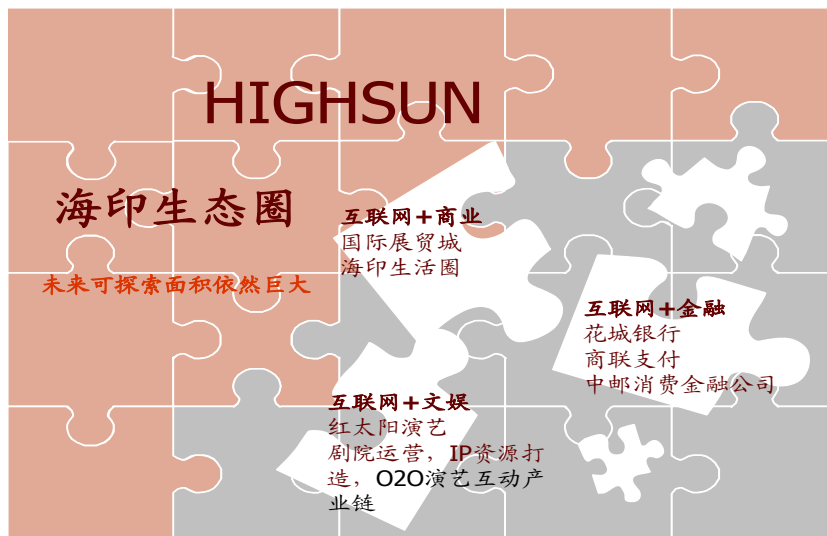 HIGHSUN
海印生态圈
未来可探索面积依然巨大
互联网+商业
国际展贸城
海印生活圈
互联网+金融
花城银行
商联支付
中邮消费金融公司
互联网+文娱
红太阳演艺
剧院运营，IP资源打
造，O2O演艺互动产
业链